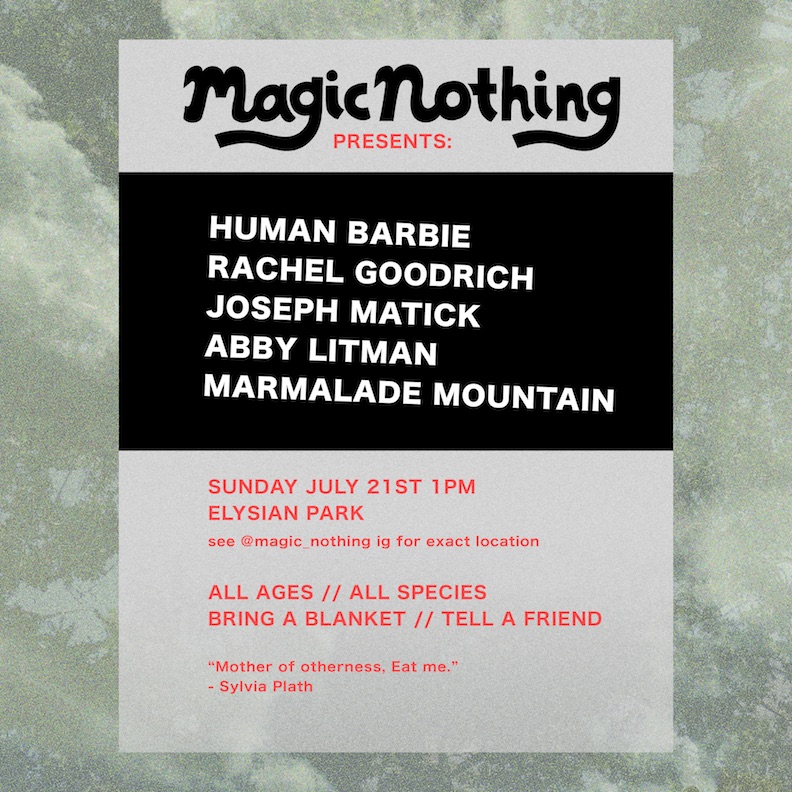 Magic Nothing
PRESENTS:
HUMAN BARBIE
RACHEL GOODRICH
JOSEPH MATICK
ABBY LITMAN
MARMALADE MOUNTAIN
SUNDAY JULY 21ST 1PM
ELYSIAN PARK
see @magic_nothing ig for exact location
ALL AGES // ALL SPECIES
BRING A BLANKET // TELL A FRIEND
“Mother of otherness, Eat me.”
- Sylvia Plath